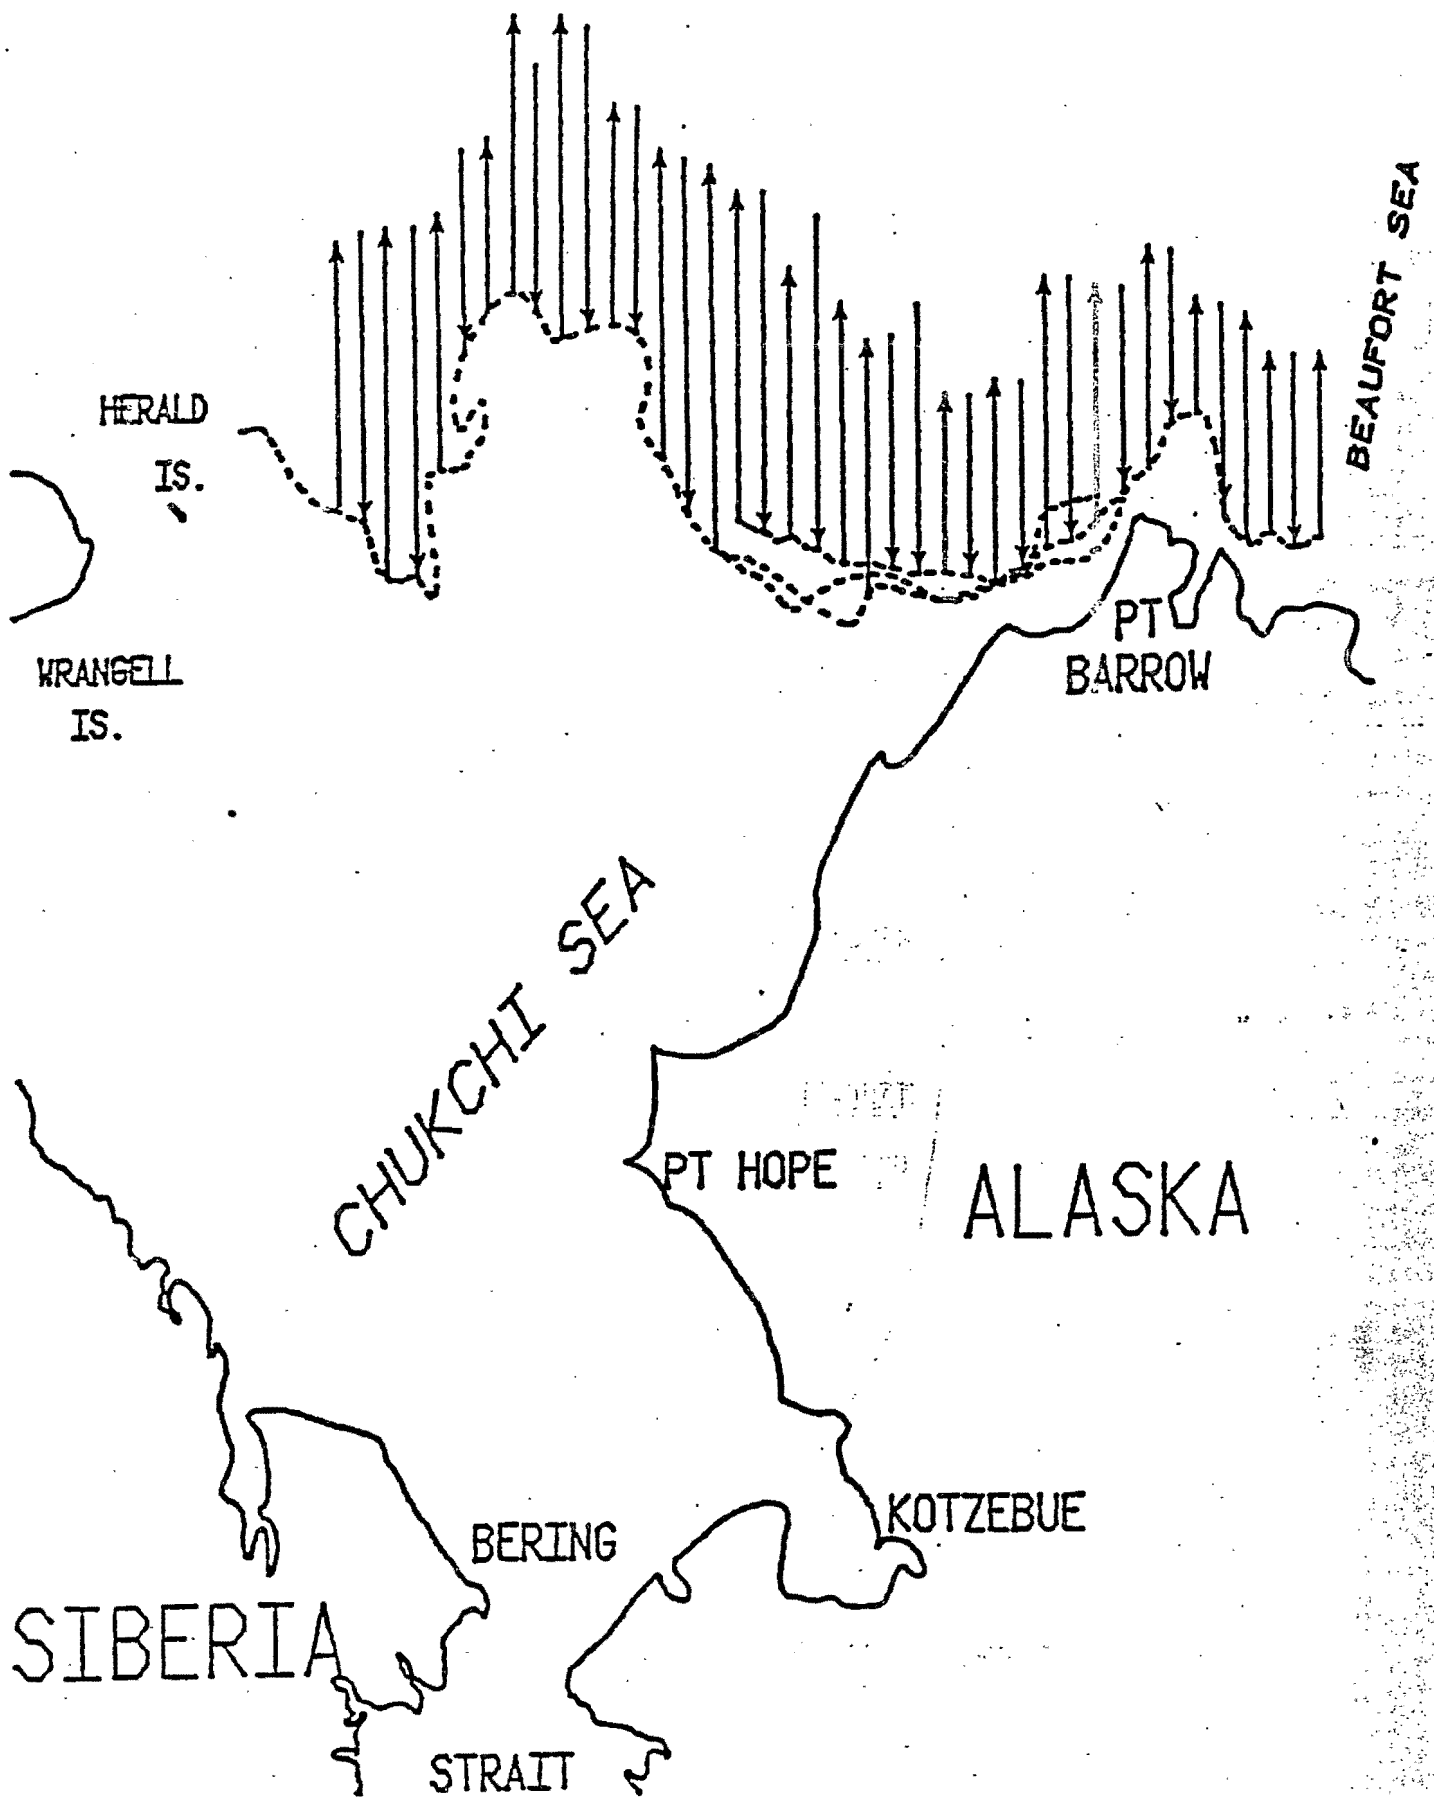 BEAUFORT SEA
HERALD
IS.
PT
BARROW
WRANGELL
IS.
CHUKCHI SEA
PT HOPE
ALASKA
KOTZEBUE
BERING
SIBERIA
STRAIT